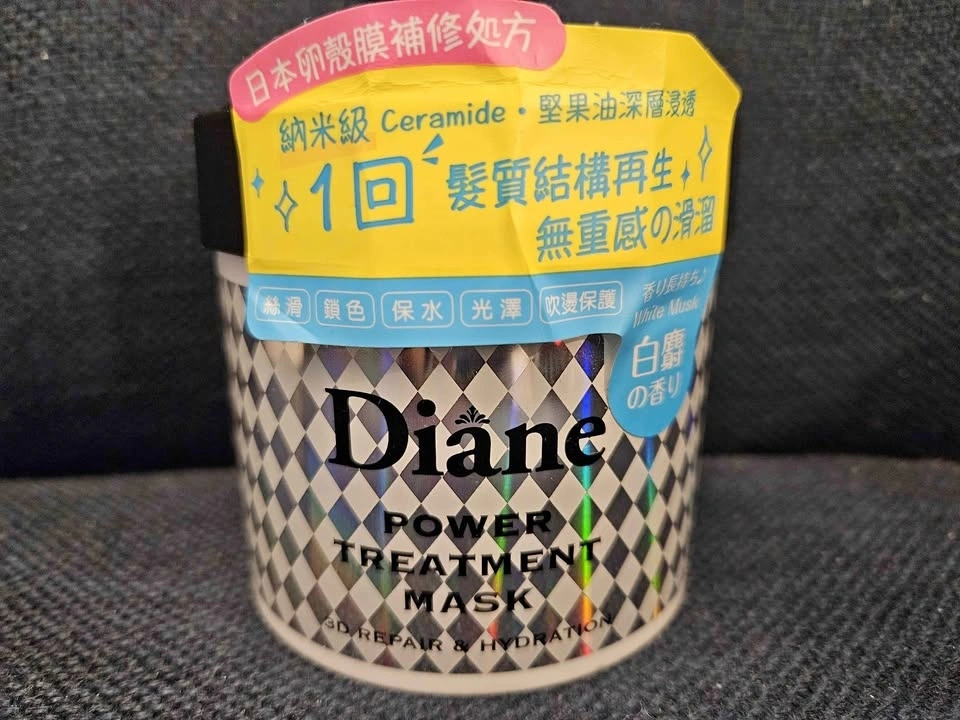 日本卵殼膜補修処方
納米級 Ceramide・堅果油深層浸透
1回 髮質結構再生
無重感の滑溜
絲滑 鎖色 保水 光澤 吹燙保護
香り長持ち♪
White Musk
白麝
の香り
Diane
POWER
TREATMENT
MASK
3D REPAIR & HYDRATION